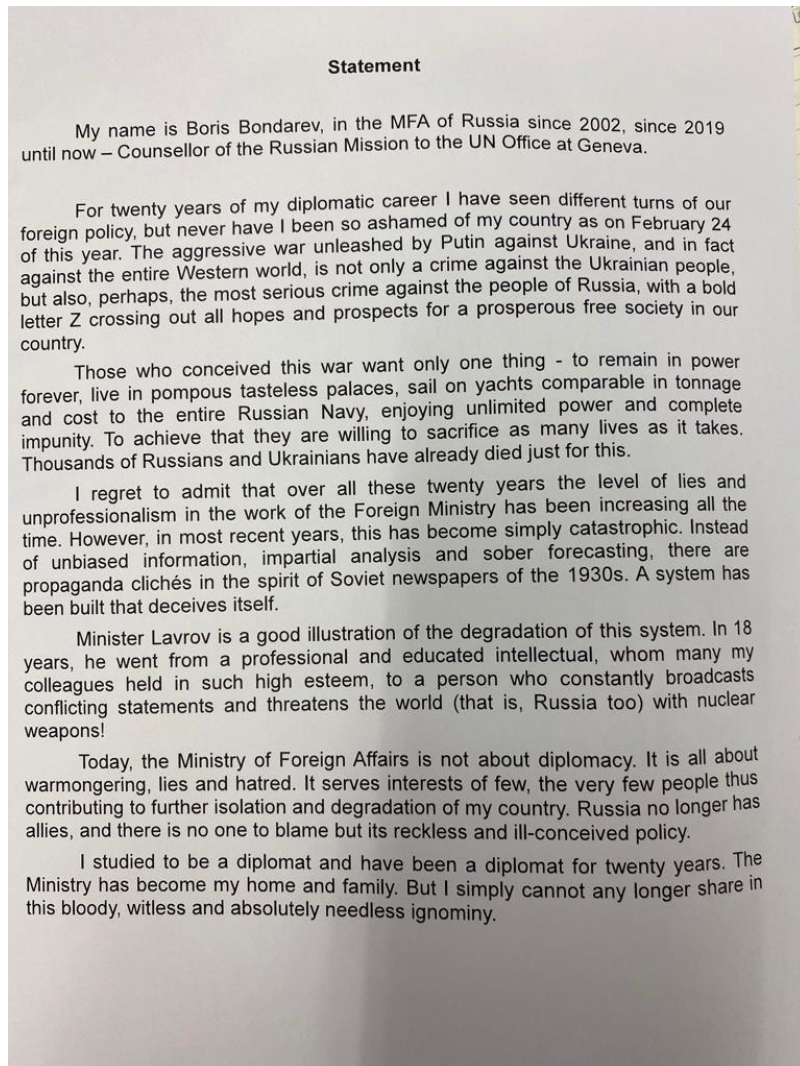 Statement
My name is Boris Bondarev, in the MFA of Russia since 2002, since 2019
until now – Counsellor of the Russian Mission to the UN Office at Geneva.
For twenty years of my diplomatic career I have seen different turns of our
foreign policy, but never have I been so ashamed of my country as on February 24
of this year. The aggressive war unleashed by Putin against Ukraine, and in fact
against the entire Western world, is not only a crime against the Ukrainian people,
but also, perhaps, the most serious crime against the people of Russia, with a bold
letter Z crossing out all hopes and prospects for a prosperous free society in our
country.
Those who conceived this war want only one thing - to remain in power
forever, live in pompous tasteless palaces, sail on yachts comparable in tonnage
and cost to the entire Russian Navy, enjoying unlimited power and complete
impunity. To achieve that they are willing to sacrifice as many lives as it takes.
Thousands of Russians and Ukrainians have already died just for this.
I regret to admit that over all these twenty years the level of lies and
unprofessionalism in the work of the Foreign Ministry has been increasing all the
time. However, in most recent years, this has become simply catastrophic. Instead
of unbiased information, impartial analysis and sober forecasting, there are
propaganda clichés in the spirit of Soviet newspapers of the 1930s. A system has
been built that deceives itself.
Minister Lavrov is a good illustration of the degradation of this system. In 18
years, he went from a professional and educated intellectual, whom many my
colleagues held in such high esteem, to a person who constantly broadcasts
conflicting statements and threatens the world (that is, Russia too) with nuclear
weapons!
Today, the Ministry of Foreign Affairs is not about diplomacy. It is all about
warmongering, lies and hatred. It serves interests of few, the very few people thus
contributing to further isolation and degradation of my country. Russia no longer has
allies, and there is no one to blame but its reckless and ill-conceived policy.
I studied to be a diplomat and have been a diplomat for twenty years. The
Ministry has become my home and family. But I simply cannot any longer share in
this bloody, witless and absolutely needless ignominy.